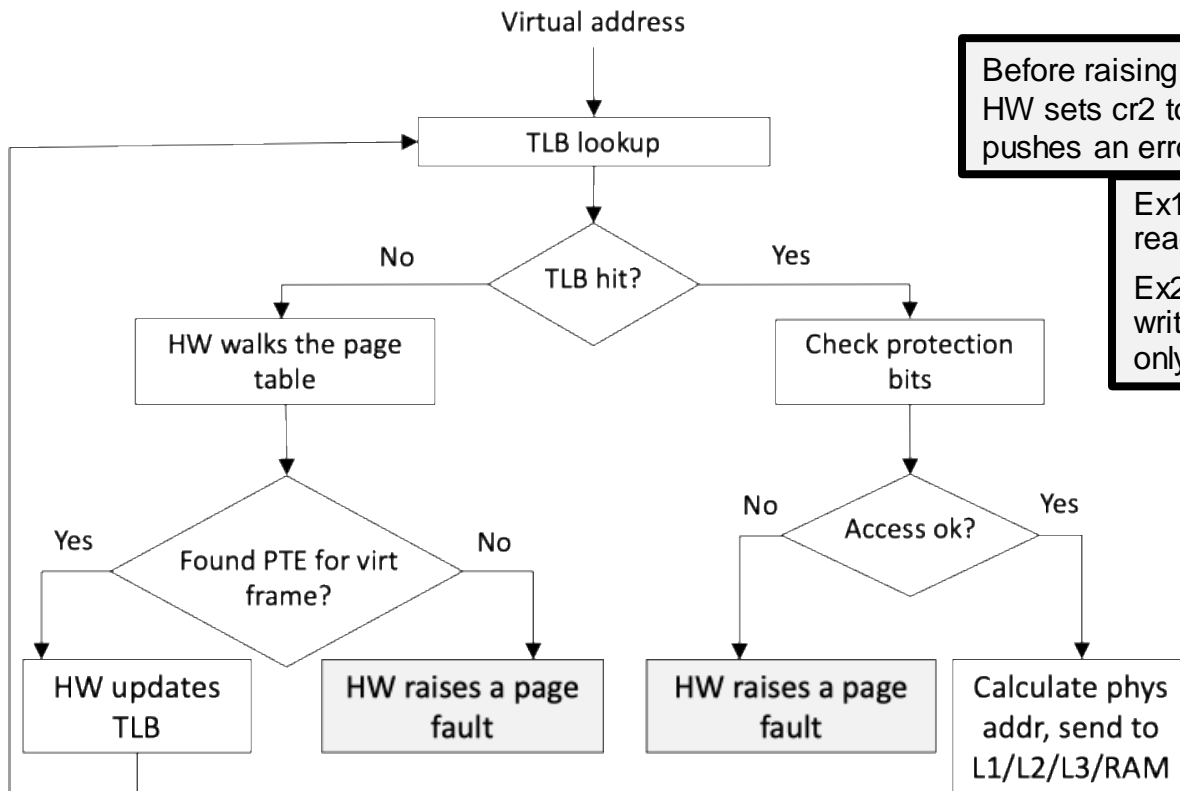 Virtual address
Before raising
HW sets cr2 to
pushes an erro
TLB lookup
Ex1
rea
Ex2
writ
only
No
Yes
TLB hit?
HW walks the page
table
Check protection
bits
No
Yes
Access ok?
Yes
No
Found PTE for virt
frame?
HW updates
TLB
HW raises a page
fault
HW raises a page
fault
Calculate phys
addr, send to
L1/L2/L3/RAM